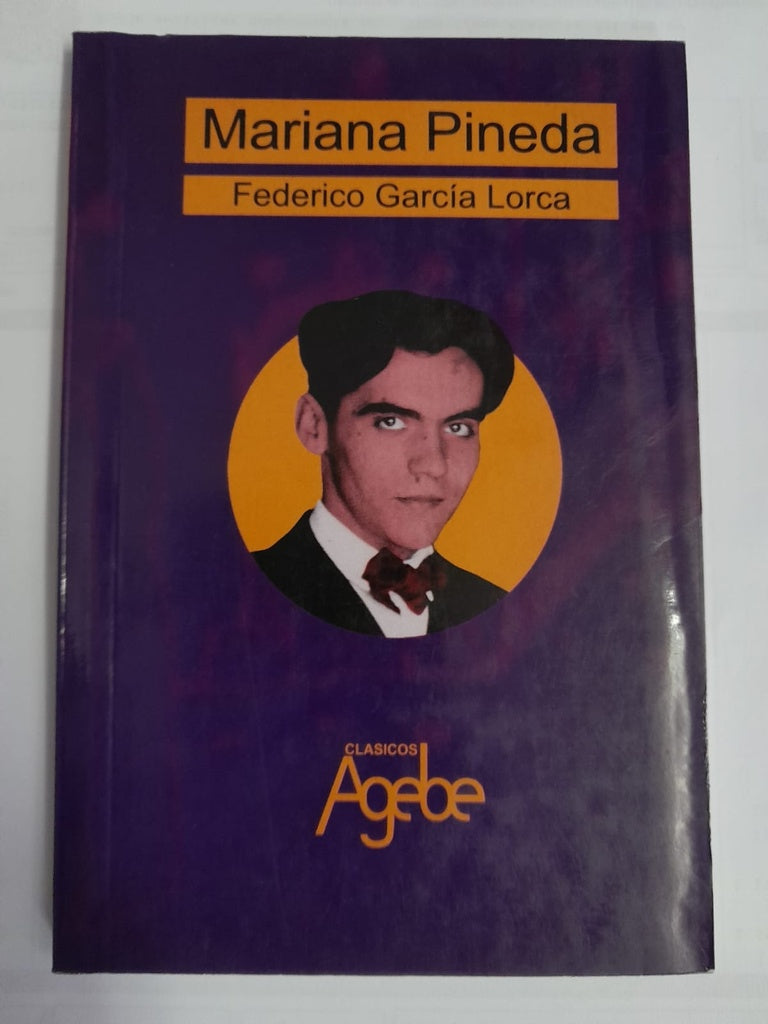 Mariana Pineda
Federico García Lorca
CLASICOS
Agebe